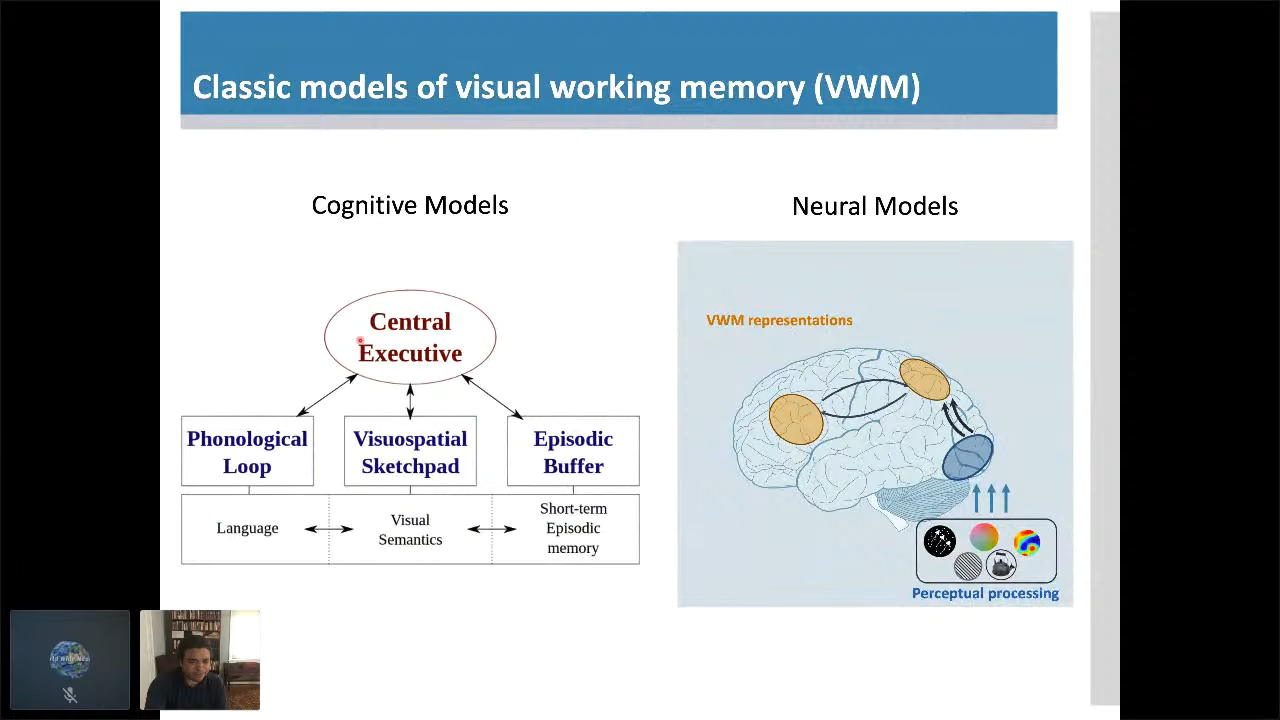 Classic models of visual working memory (VWM)
Cognitive Models
Neural Models
Central
Executive
Phonological
Loop
Visuospatial
Sketchpad
Episodic
Buffer
Language
Visual
Semantics
Short-term
Episodic
memory
VWM representations
Perceptual processing